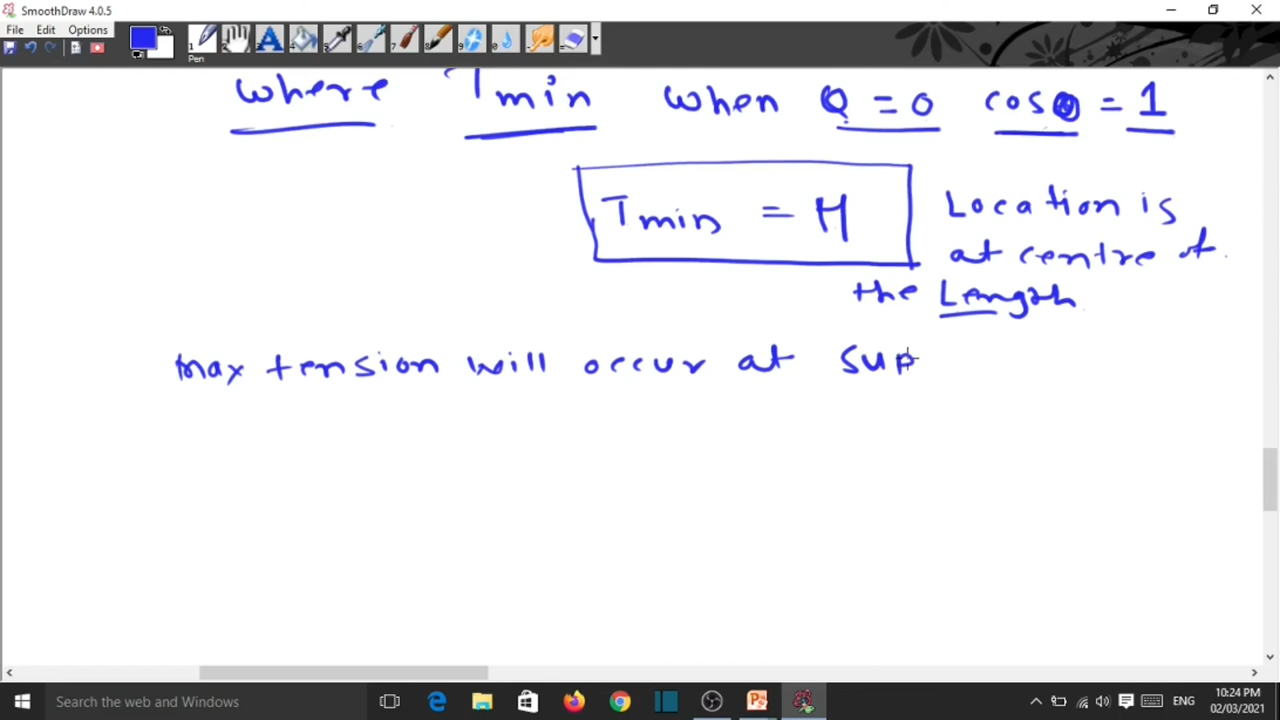 SmoothDraw 4.0.5
File Edit Options
Pen
where Tmin when θ = 0 cosθ = 1
Tmin = H
Location is
at centre of
the Length
max tension will occur at sup
Search the web and Windows
ENG
10:24 PM
02/03/2021